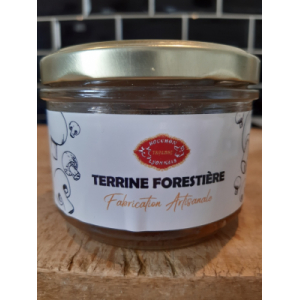 TERRINE FORESTIÈRE
Fabrication Artisanale